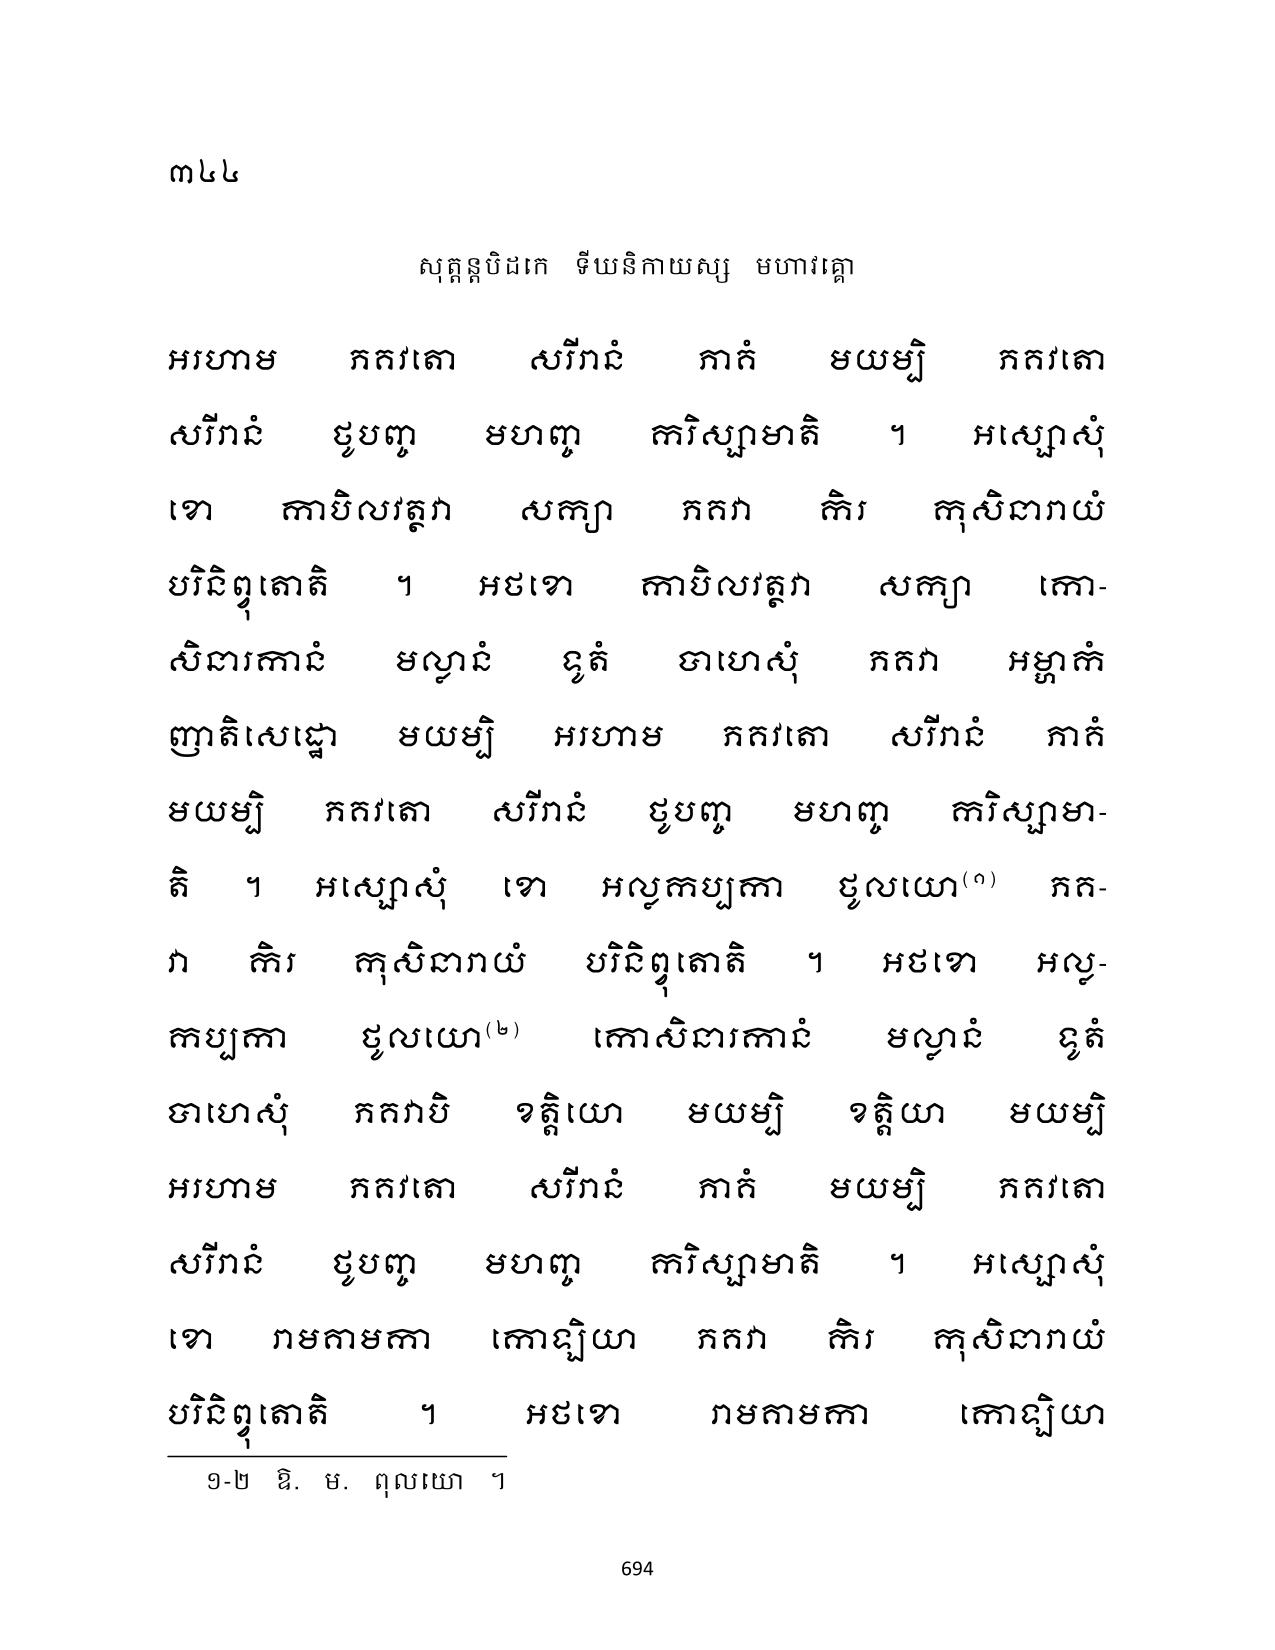 ៣៤៤
សុត្តន្តបិដកេ ទីឃនិកាយស្ស មហាវគ្គោ
អរហាម ភគវតោ សរីរានំ ភាគំ មយម្បិ ភគវតោ
សរីរានំ ថូបញ្ច មហញ្ច ករិស្សាមាតិ ។ អស្សោសុំ
ខោ កាបិលវត្ថវា សក្យា ភគវា កិរ កុសិនារាយំ
បរិនិព្វុតោតិ ។ អថខោ កាបិលវត្ថវា សក្យា កោ-
សិនារកានំ មល្លានំ ទូតំ បាហេសុំ ភគវា អម្ហាកំ
ញាតិសេដ្ឋោ មយម្បិ អរហាម ភគវតោ សរីរានំ ភាគំ
មយម្បិ ភគវតោ សរីរានំ ថូបញ្ច មហញ្ច ករិស្សាមា-
តិ ។ អស្សោសុំ ខោ អល្លកប្បកា ថូលយោ(១) ភគ-
វា កិរ កុសិនារាយំ បរិនិព្វុតោតិ ។ អថខោ អល្ល-
កប្បកា ថូលយោ(២) កោសិនារកានំ មល្លានំ ទូតំ
បាហេសុំ ភគវាបិ ខត្តិយោ មយម្បិ ខត្តិយា មយម្បិ
អរហាម ភគវតោ សរីរានំ ភាគំ មយម្បិ ភគវតោ
សរីរានំ ថូបញ្ច មហញ្ច ករិស្សាមាតិ ។ អស្សោសុំ
ខោ រាមគាមកា កោឡិយា ភគវា កិរ កុសិនារាយំ
បរិនិព្វុតោតិ ។ អថខោ រាមគាមកា កោឡិយា
១-២ ឱ. ម. ពុលយោ ។
694